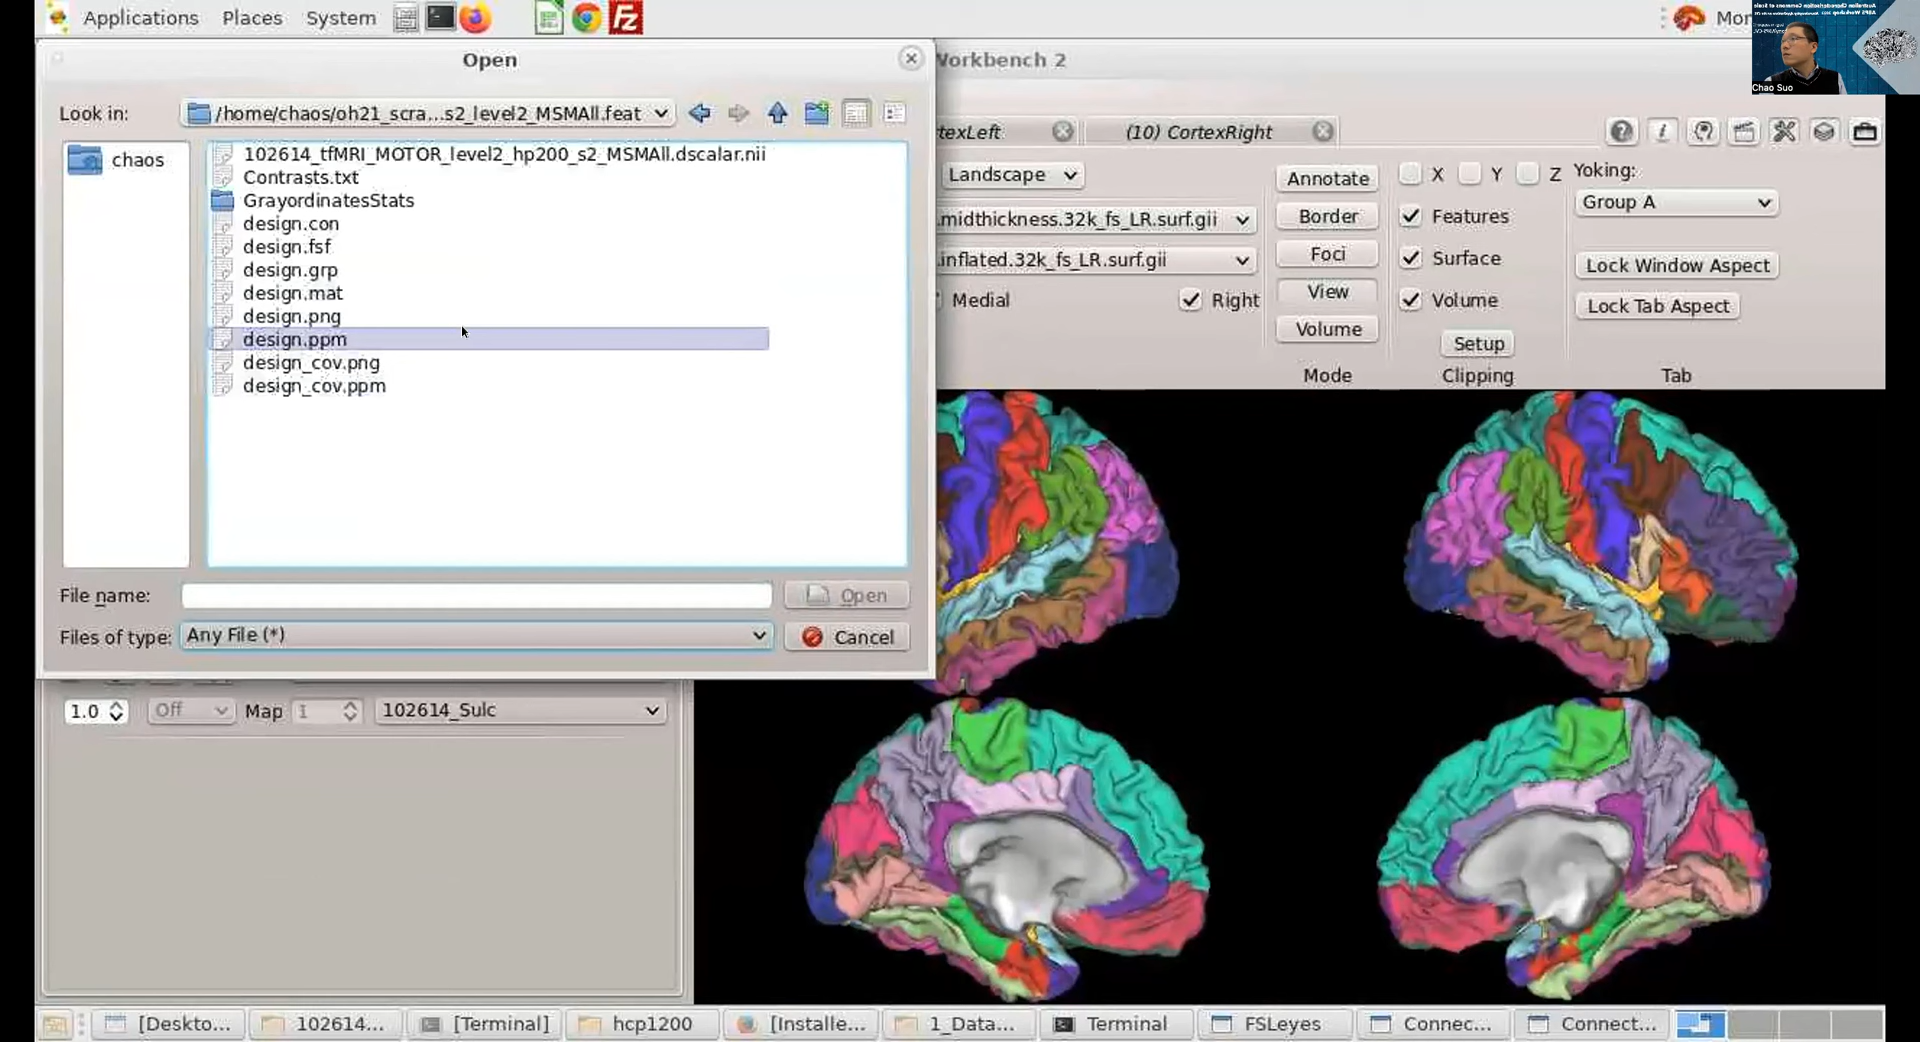 Applications Places System
Mon
Australian Characterisation Commons at Scale
Chao Suo
Open
Workbench 2
Look in: /home/chaos/oh21_scra...s2_level2_MSMAll.feat
chaos
102614_tfMRI_MOTOR_level2_hp200_s2_MSMAll.dscalar.nii
Contrasts.txt
GrayordinatesStats
design.con
design.fsf
design.grp
design.mat
design.png
design.ppm
design_cov.png
design_cov.ppm
File name: Open
Files of type: Any File (*) Cancel
texLeft (10) CortexRight
Landscape Annotate X Y Z Yoking:
.midthickness.32k_fs_LR.surf.gii Border Features Group A
.inflated.32k_fs_LR.surf.gii Foci Surface Lock Window Aspect
Medial Right View Volume Lock Tab Aspect
Volume Setup
Mode Clipping Tab
1.0 Off Map 1 102614_Sulc
[Deskto... 102614... [Terminal] hcp1200 [Installe... 1_Data... Terminal FSLeyes Connec... Connect...